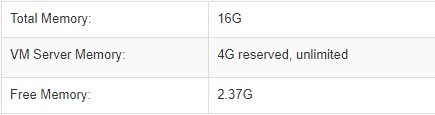 Total Memory: 16G
VM Server Memory: 4G reserved, unlimited
Free Memory: 2.37G